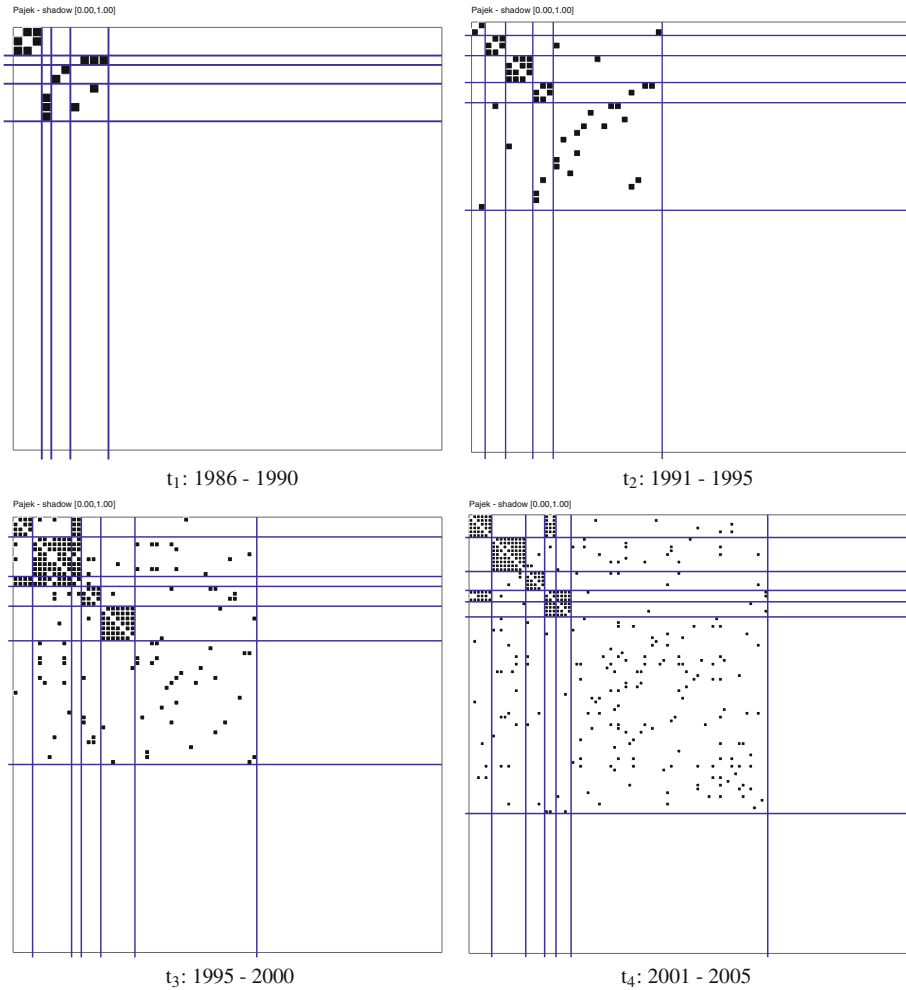 Pajek - shadow [0.00,1.00]
Pajek - shadow [0.00,1.00]
t₁: 1986 - 1990
t₂: 1991 - 1995
Pajek - shadow [0.00,1.00]
Pajek - shadow [0.00,1.00]
t₃: 1995 - 2000
t₄: 2001 - 2005